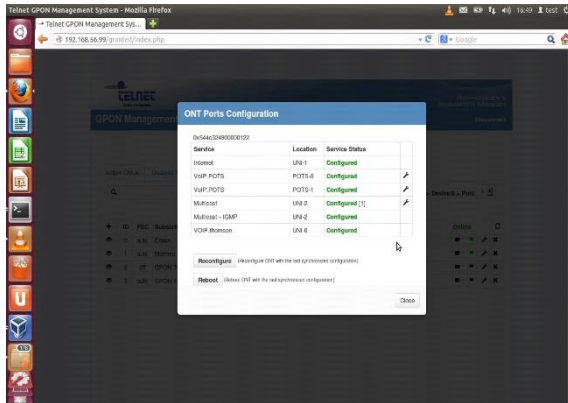 Telnet GPON Management System - Mozilla Firefox
16:49 test
Telnet GPON Management Sys...
192.168.56.99/granted/index.php
Google
TELNET
GPON Management
ONT Ports Configuration
Service Location Service Status
Internet UNI-1 Configured
VoIP.POTS POTS-0 Configured
VoIP.POTS POTS-1 Configured
Multicast UNI-2 Configured [1]
Multicast - IGMP UNI-2 Configured
VOIP.thomson UNI-8 Configured
Reconfigure (Reconfigure ONT with the last synchronized configuration)
Reboot (Reboot ONT with the last synchronized configuration)
Close
ID FEC
Online